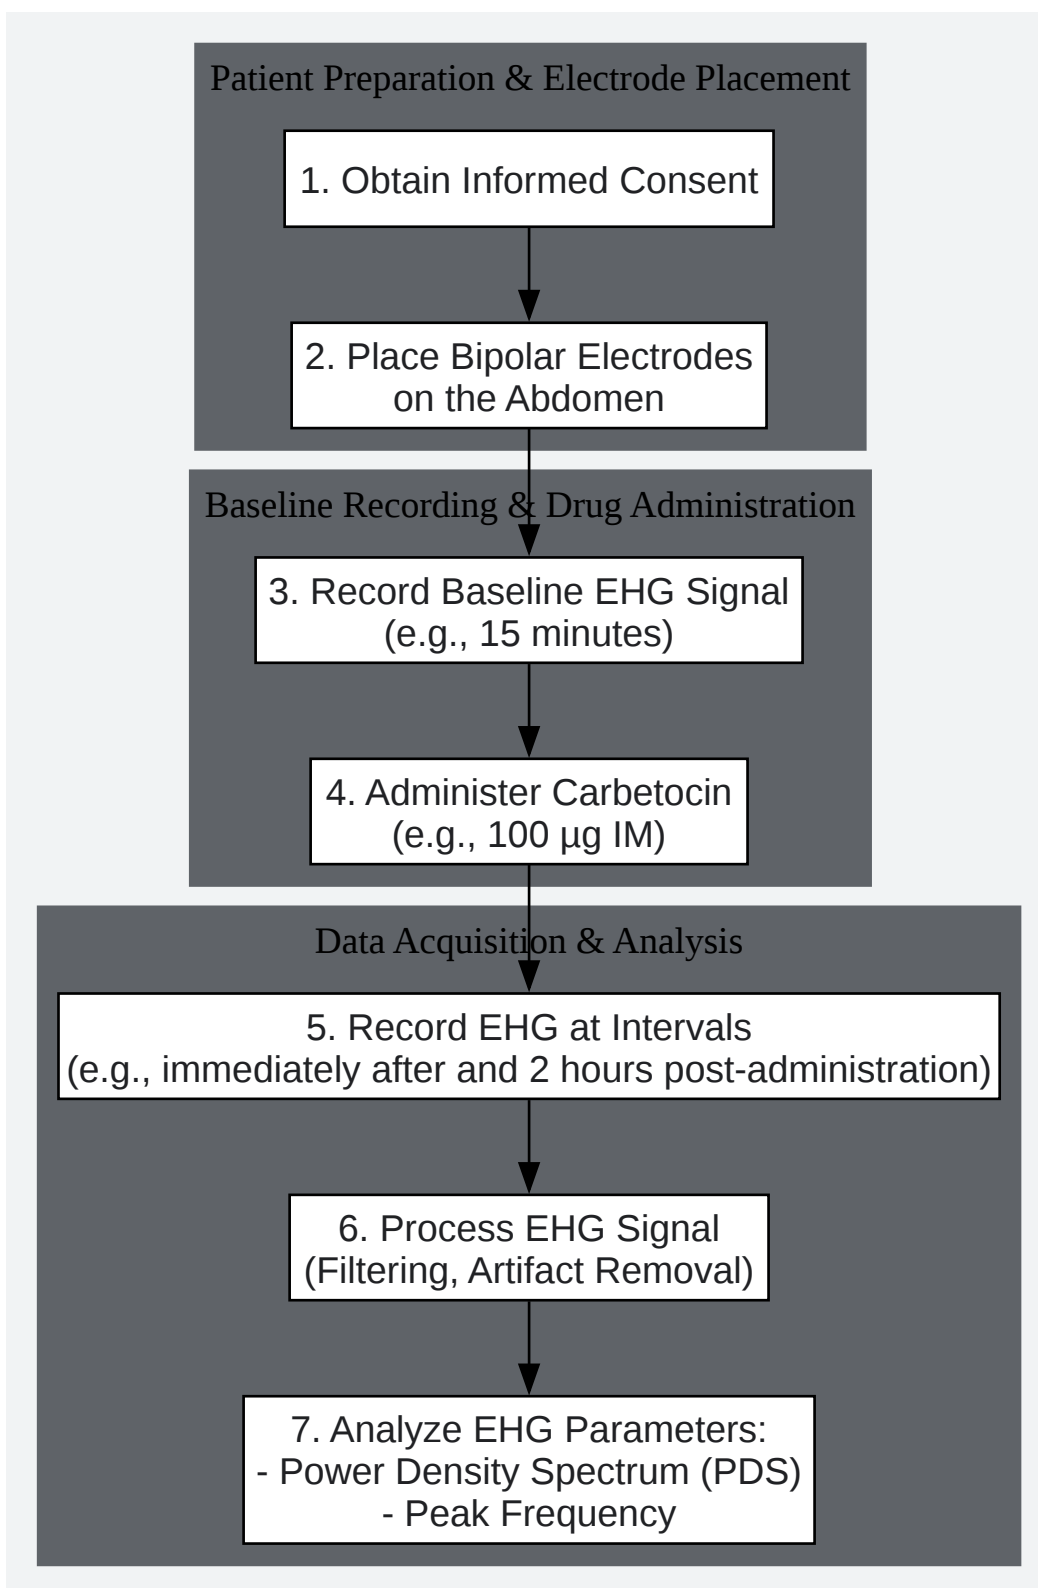 Patient Preparation & Electrode Placement
1. Obtain Informed Consent
2. Place Bipolar Electrodes
on the Abdomen
Baseline Recording & Drug Administration
3. Record Baseline EHG Signal
(e.g., 15 minutes)
4. Administer Carbetocin
(e.g., 100 µg IM)
Data Acquisition & Analysis
5. Record EHG at Intervals
(e.g., immediately after and 2 hours post-administration)
6. Process EHG Signal
(Filtering, Artifact Removal)
7. Analyze EHG Parameters:
- Power Density Spectrum (PDS)
- Peak Frequency